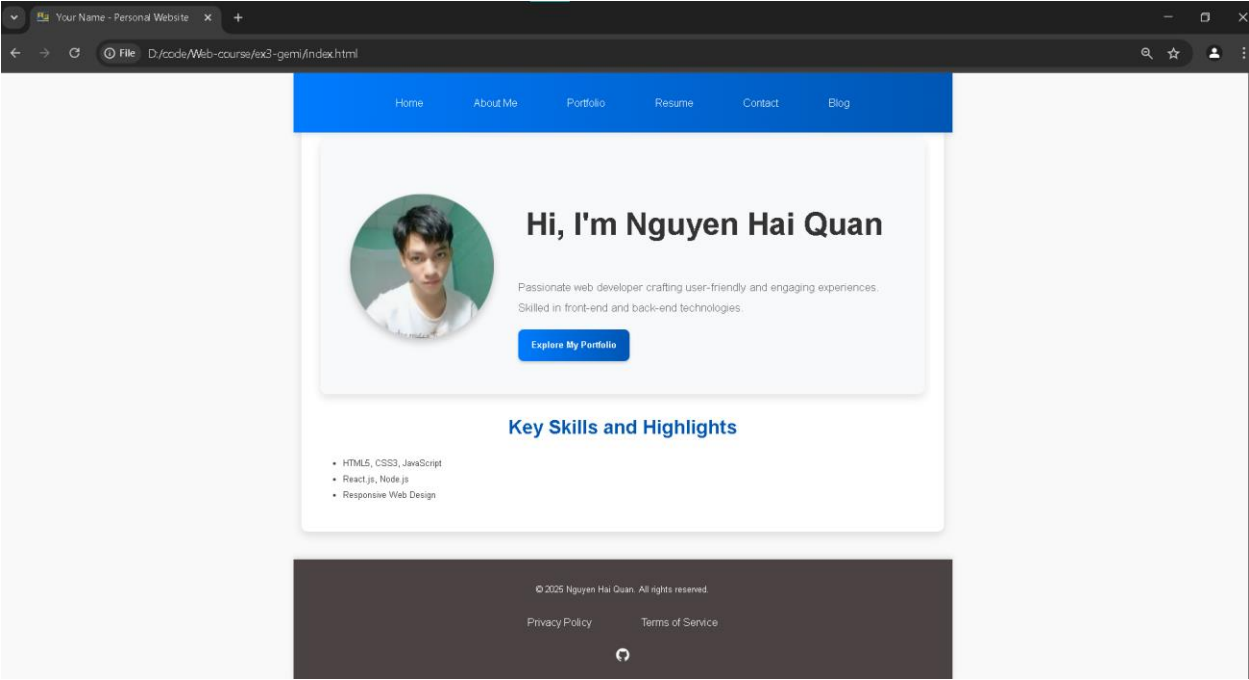 Your Name - Personal Website
File D:/code/Web-course/ex3-gemi/index.html
Home About Me Portfolio Resume Contact Blog
Hi, I'm Nguyen Hai Quan
Passionate web developer crafting user-friendly and engaging experiences.
Skilled in front-end and back-end technologies.
Explore My Portfolio
Key Skills and Highlights
• HTML5, CSS3, JavaScript
• React.js, Node.js
• Responsive Web Design
© 2025 Nguyen Hai Quan. All rights reserved.
Privacy Policy Terms of Service